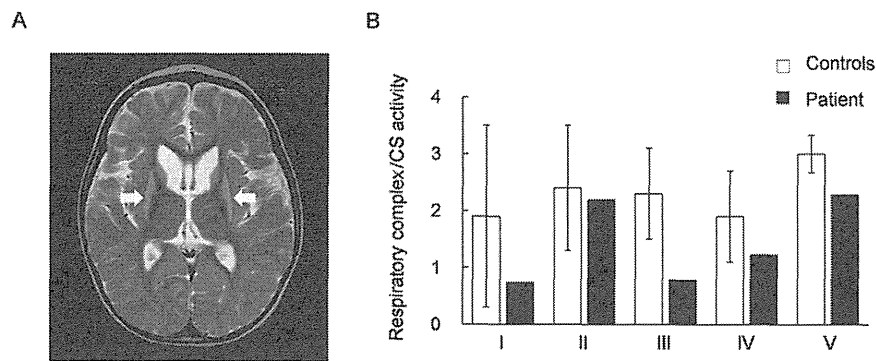 A
B
Controls
Patient
Respiratory complex/CS activity
4
3
2
1
0
I
II
III
IV
V